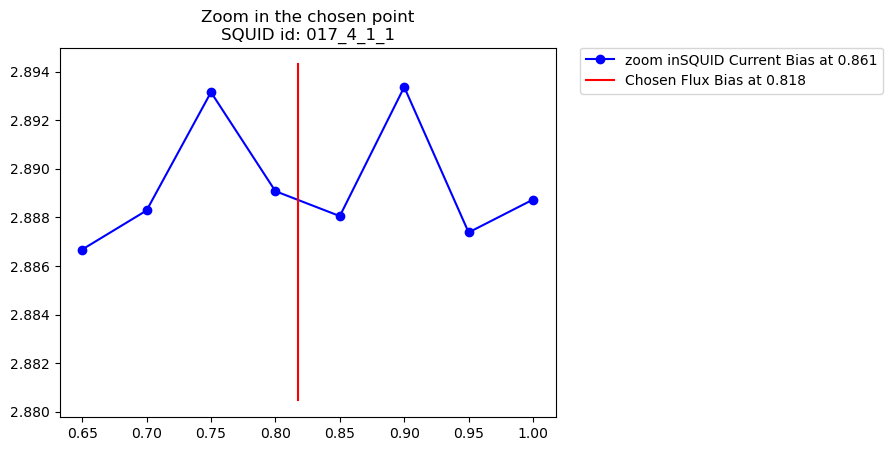 Zoom in the chosen point
SQUID id: 017_4_1_1
zoom inSQUID Current Bias at 0.861
Chosen Flux Bias at 0.818
2.894
2.892
2.890
2.888
2.886
2.884
2.882
2.880
0.65 0.70 0.75 0.80 0.85 0.90 0.95 1.00